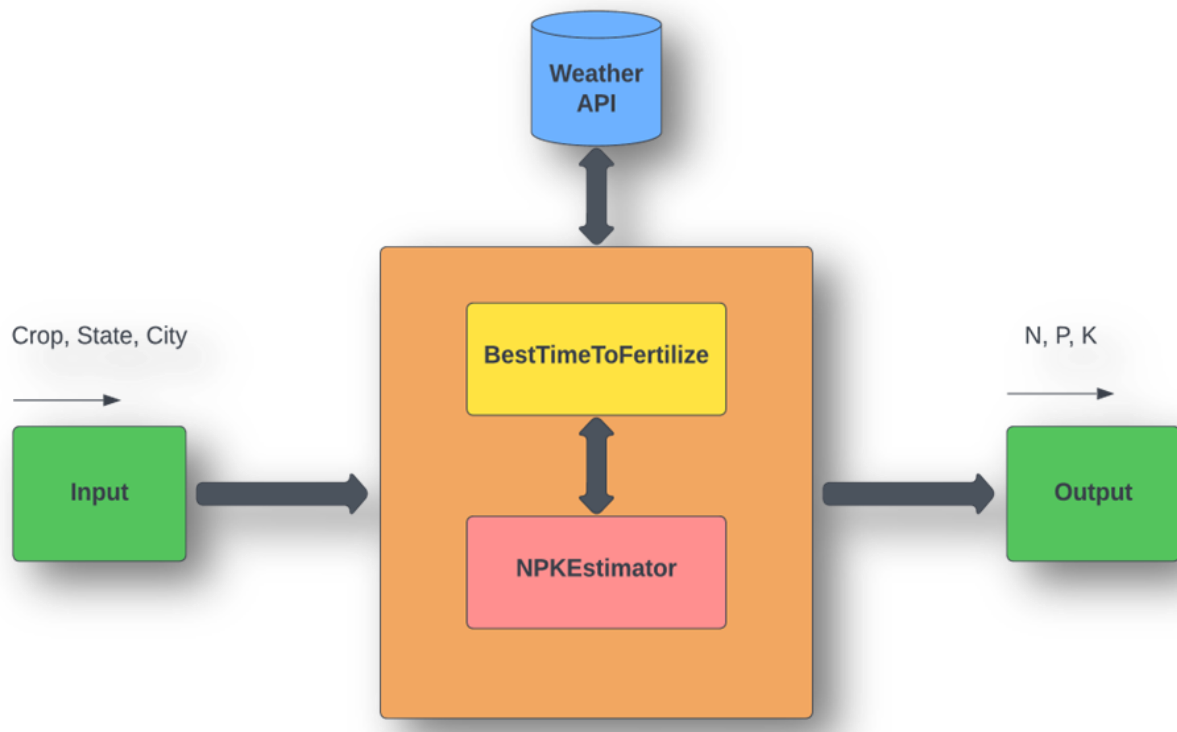 Weather
API
Crop, State, City
BestTimeToFertilize
N, P, K
Input
NPKEstimator
Output